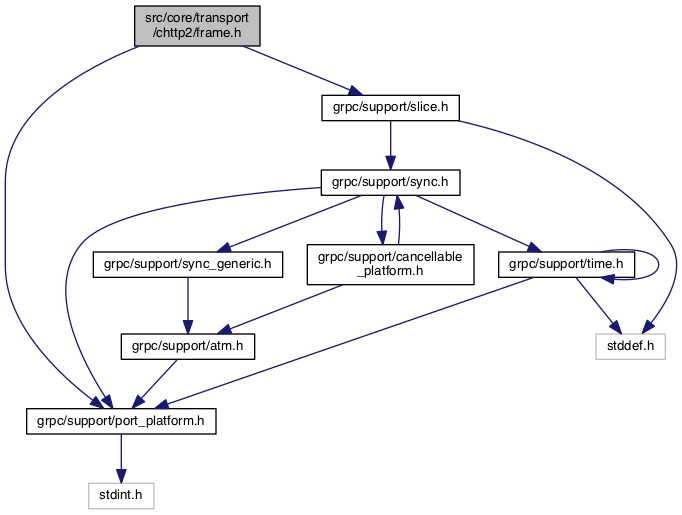 src/core/transport
/chttp2/frame.h
grpc/support/slice.h
grpc/support/sync.h
grpc/support/sync_generic.h
grpc/support/cancellable
_platform.h
grpc/support/time.h
grpc/support/atm.h
stddef.h
grpc/support/port_platform.h
stdint.h